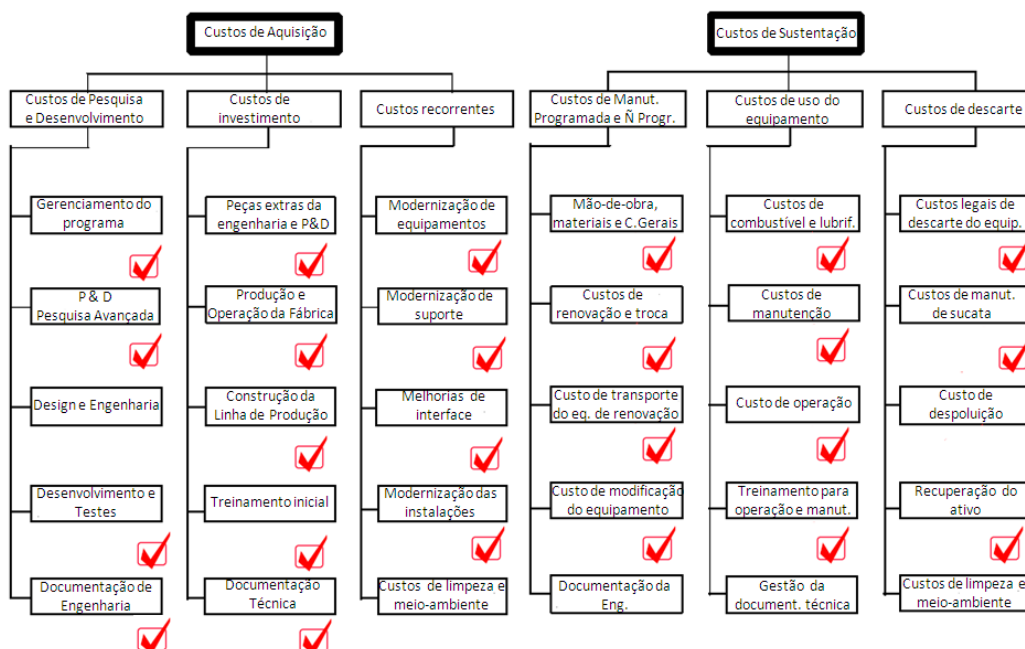 Custos de Aquisição
Custos de Sustentação
Custos de Pesquisa
e Desenvolvimento
Custos de
investimento
Custos recorrentes
Custos de Manut.
Programada e Ñ Progr.
Custos de uso do
equipamento
Custos de descarte
Gerenciamento do
programa
Peças extras da
engenharia e P&D
Modernização de
equipamentos
Mão-de-obra,
materiais e C.Gerais
Custos de
combustível e lubrif.
Custos legais de
descarte do equip.
P & D
Pesquisa Avançada
Produção e
Operação da Fábrica
Modernização de
suporte
Custos de
renovação e troca
Custos de
manutenção
Custos de manut.
de sucata
Design e Engenharia
Construção da
Linha de Produção
Melhorias de
interface
Custo de transporte
do eq. de renovação
Custo de operação
Custo de
despoluição
Desenvolvimento e
Testes
Treinamento inicial
Modernização das
instalações
Custo de modificação
do equipamento
Treinamento para
operação e manut.
Recuperação do
ativo
Documentação de
Engenharia
Documentação
Técnica
Custos de limpeza e
meio-ambiente
Documentação da
Eng.
Gestão da
document. técnica
Custos de limpeza e
meio-ambiente